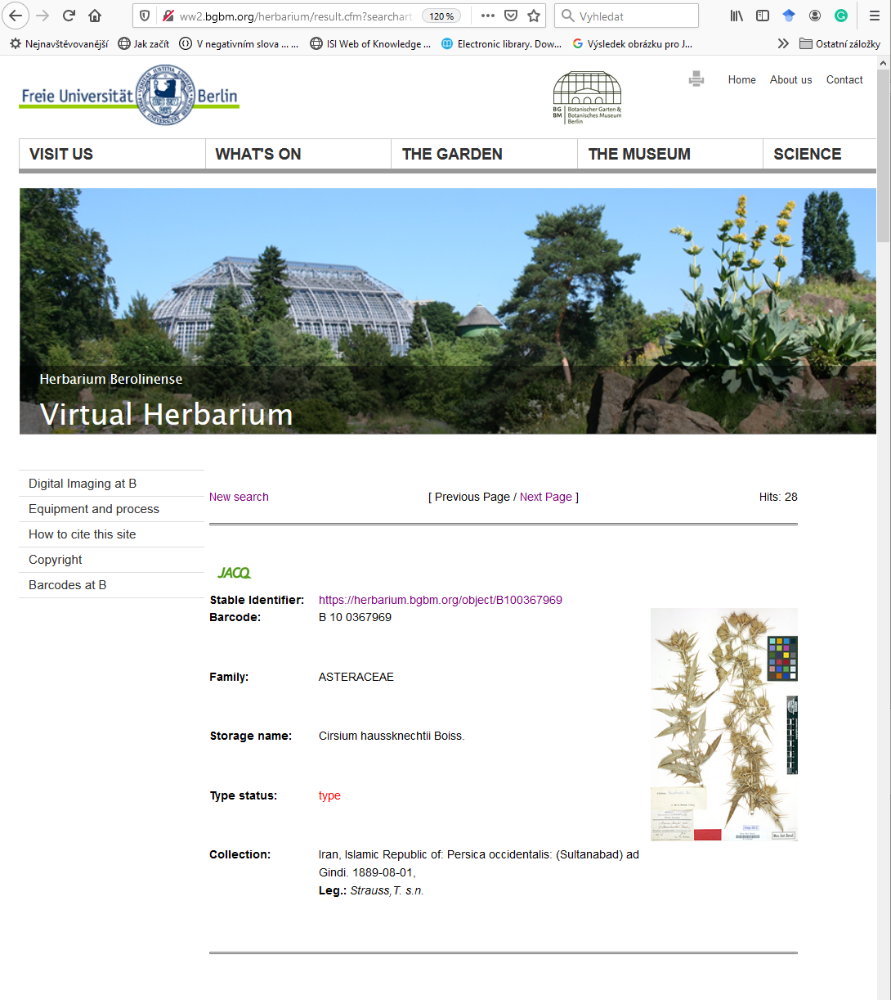 ww2.bgbm.org/herbarium/result.cfm?searchart
120 %
Vyhledat
Nejnavštěvovanější
Jak začít
V negativním slova ... ...
ISI Web of Knowledge ...
Electronic library. Dow...
Výsledek obrázku pro J...
Ostatní záložky
Freie Universität Berlin
BG
BM
Botanischer Garten &
Botanisches Museum
Berlin
Home
About us
Contact
VISIT US
WHAT'S ON
THE GARDEN
THE MUSEUM
SCIENCE
Herbarium Berolinense
Virtual Herbarium
Digital Imaging at B
Equipment and process
How to cite this site
Copyright
Barcodes at B
New search
[ Previous Page / Next Page ]
Hits: 28
JACQ
Stable Identifier: https://herbarium.bgbm.org/object/B100367969
Barcode: B 10 0367969
Family: ASTERACEAE
Storage name: Cirsium haussknechtii Boiss.
Type status: type
Collection: Iran, Islamic Republic of: Persica occidentalis: (Sultanabad) ad
Gindi. 1889-08-01,
Leg.: Strauss,T. s.n.